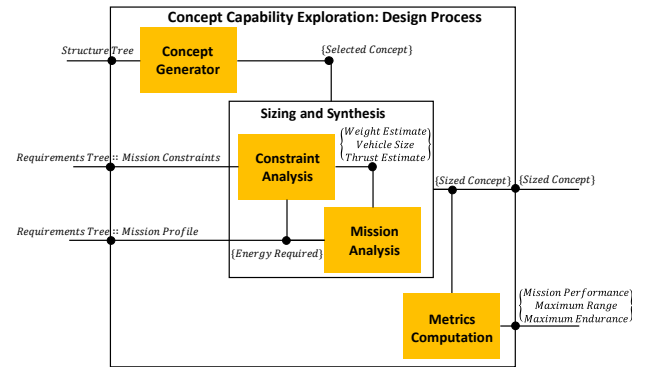 Concept Capability Exploration: Design Process
Structure Tree
Concept
Generator
{Selected Concept}
Sizing and Synthesis
Requirements Tree ∷ Mission Constraints
Constraint
Analysis
{Weight Estimate
Vehicle Size
Thrust Estimate}
{Sized Concept}
{Sized Concept}
Requirements Tree ∷ Mission Profile
{Energy Required}
Mission
Analysis
Metrics
Computation
{Mission Performance
Maximum Range
Maximum Endurance}